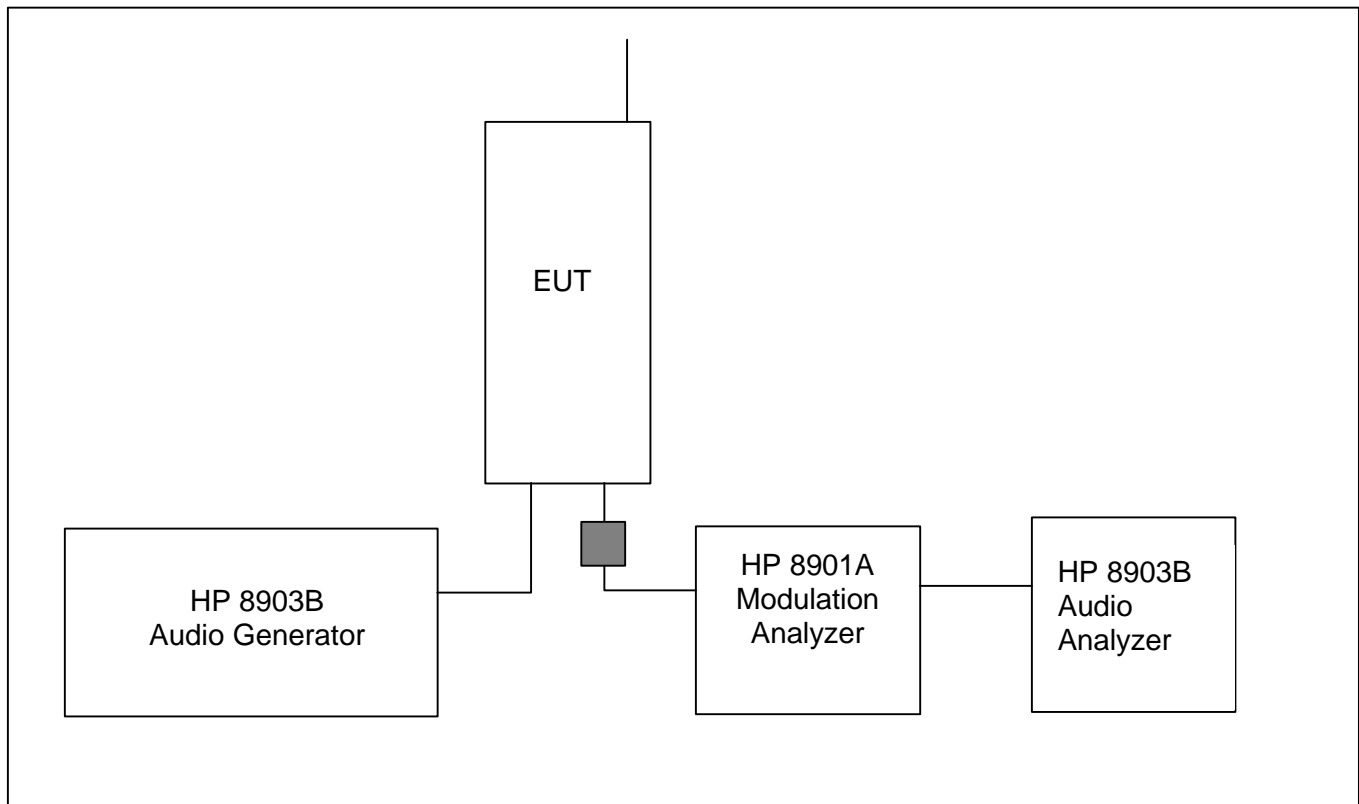 EUT
HP 8903B
Audio Generator
HP 8901A
Modulation
Analyzer
HP 8903B
Audio
Analyzer